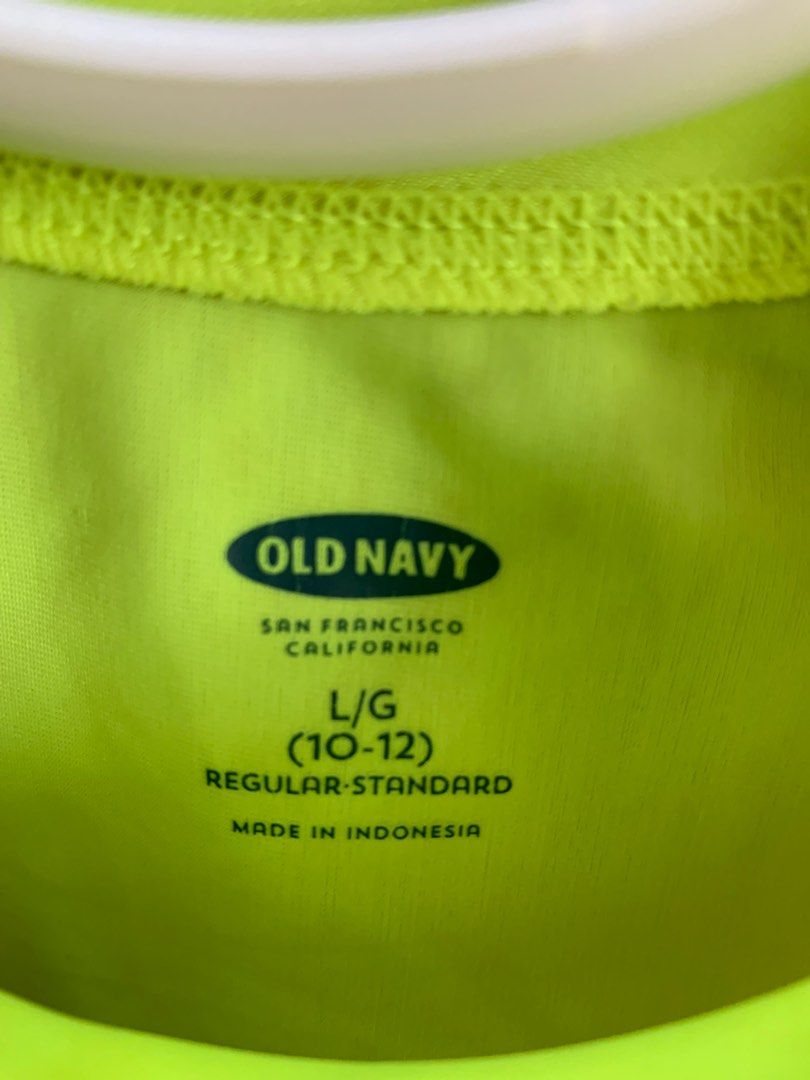 OLD NAVY
SAN FRANCISCO
CALIFORNIA
L/G
(10-12)
REGULAR·STANDARD
MADE IN INDONESIA